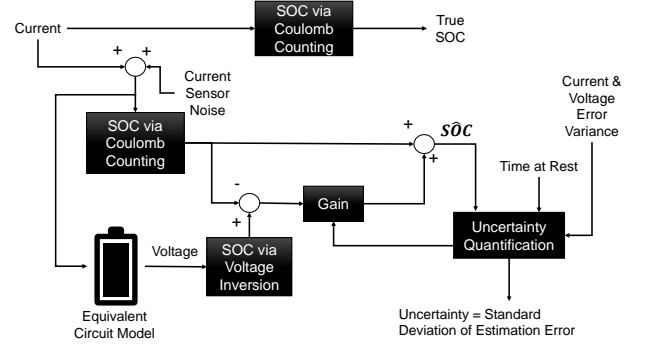 SOC via
Coulomb
Counting
Current
True
SOC
+
+
Current
Sensor
Noise
Current &
Voltage
Error
Variance
SOC via
Coulomb
Counting
+
+
SÔC
Time at Rest
-
+
Gain
Uncertainty
Quantification
Voltage
SOC via
Voltage
Inversion
Equivalent
Circuit Model
Uncertainty = Standard
Deviation of Estimation Error